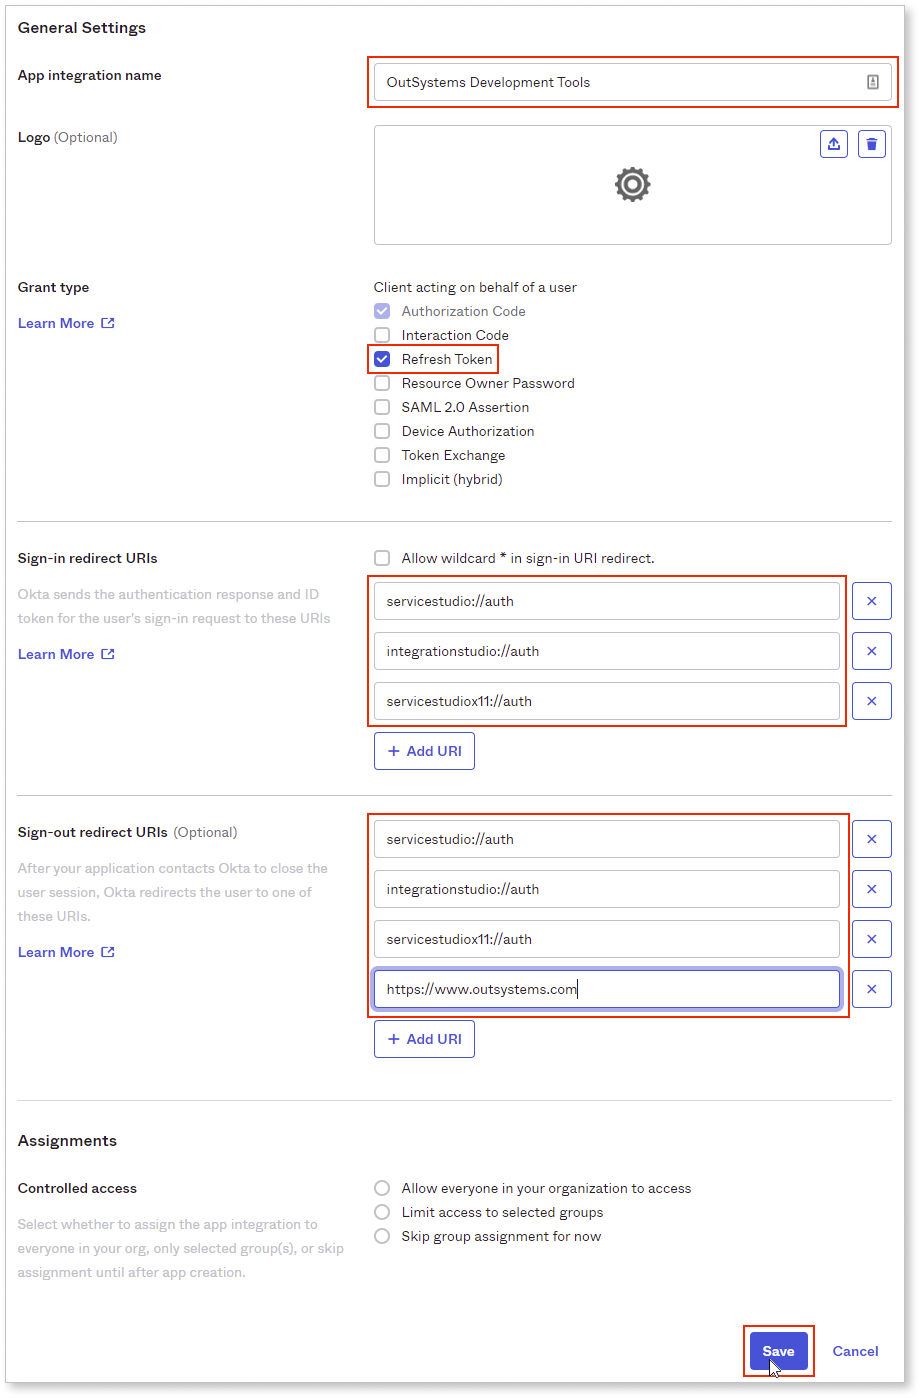 General Settings
App integration name
OutSystems Development Tools
Logo (Optional)
Grant type
Learn More
Client acting on behalf of a user
Authorization Code
Interaction Code
Refresh Token
Resource Owner Password
SAML 2.0 Assertion
Device Authorization
Token Exchange
Implicit (hybrid)
Sign-in redirect URIs
Okta sends the authentication response and ID
token for the user's sign-in request to these URIs
Learn More
Allow wildcard * in sign-in URI redirect.
servicestudio://auth
integrationstudio://auth
servicestudiox11://auth
+ Add URI
Sign-out redirect URIs (Optional)
After your application contacts Okta to close the
user session, Okta redirects the user to one of
these URIs.
Learn More
servicestudio://auth
integrationstudio://auth
servicestudiox11://auth
https://www.outsystems.com
+ Add URI
Assignments
Controlled access
Select whether to assign the app integration to
everyone in your org, only selected group(s), or skip
assignment until after app creation.
Allow everyone in your organization to access
Limit access to selected groups
Skip group assignment for now
Save
Cancel